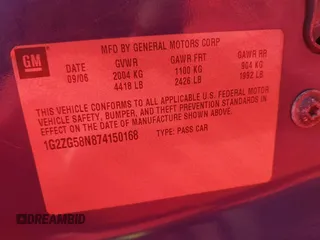 GM
MFD BY GENERAL MOTORS CORP
DATE GVWR GAWR FRT GAWR RR
09/06 2004 KG 1100 KG 904 KG
4418 LB 2426 LB 1992 LB
THIS VEHICLE CONFORMS TO ALL APPLICABLE U.S. FEDERAL MOTOR
VEHICLE SAFETY, BUMPER, AND THEFT PREVENTION STANDARDS IN
EFFECT ON THE DATE OF MANUFACTURE SHOWN ABOVE.
1G2ZG58N874150168 TYPE: PASS CAR
DREAMBID